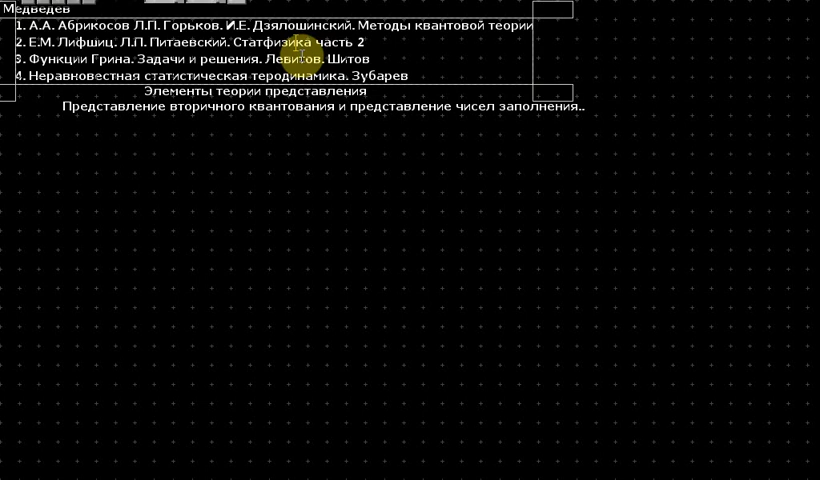 Медведев
1. А.А. Абрикосов Л.П. Горьков. И.Е. Дзялошинский. Методы квантовой теории
2. Е.М. Лифшиц. Л.П. Питаевский. Статфизика часть 2
3. Функции Грина. Задачи и решения. Левитов. Шитов
4. Неравновестная статистическая теродинамика. Зубарев
Элементы теории представления
Представление вторичного квантования и представление чисел заполнения..